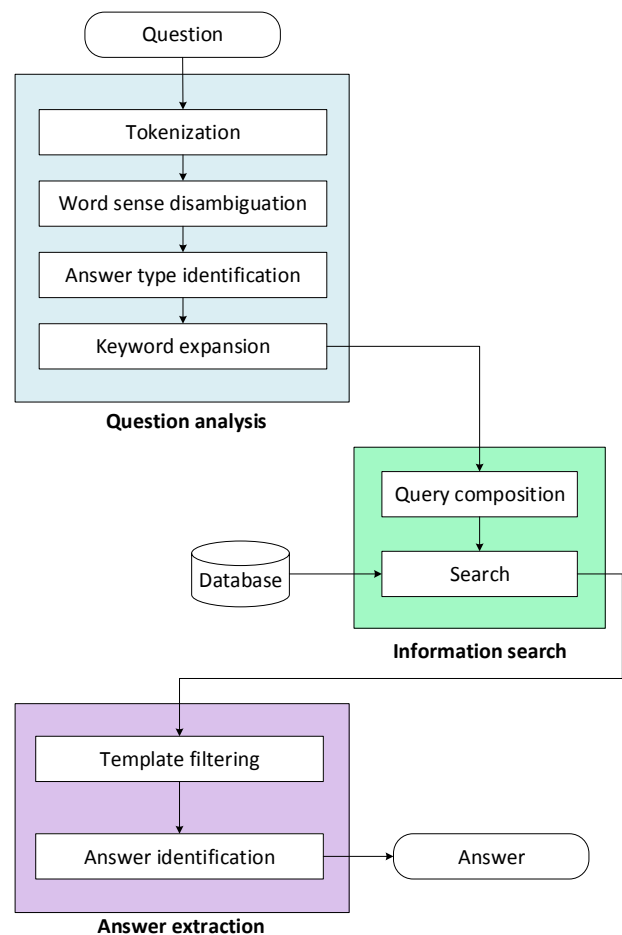 Question
Tokenization
Word sense disambiguation
Answer type identification
Keyword expansion
Question analysis
Query composition
Database
Search
Information search
Template filtering
Answer identification
Answer
Answer extraction